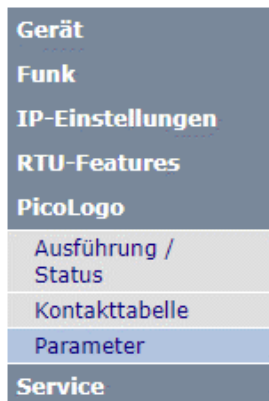 Gerät
Funk
IP-Einstellungen
RTU-Features
PicoLogo
Ausführung /
Status
Kontakttabelle
Parameter
Service